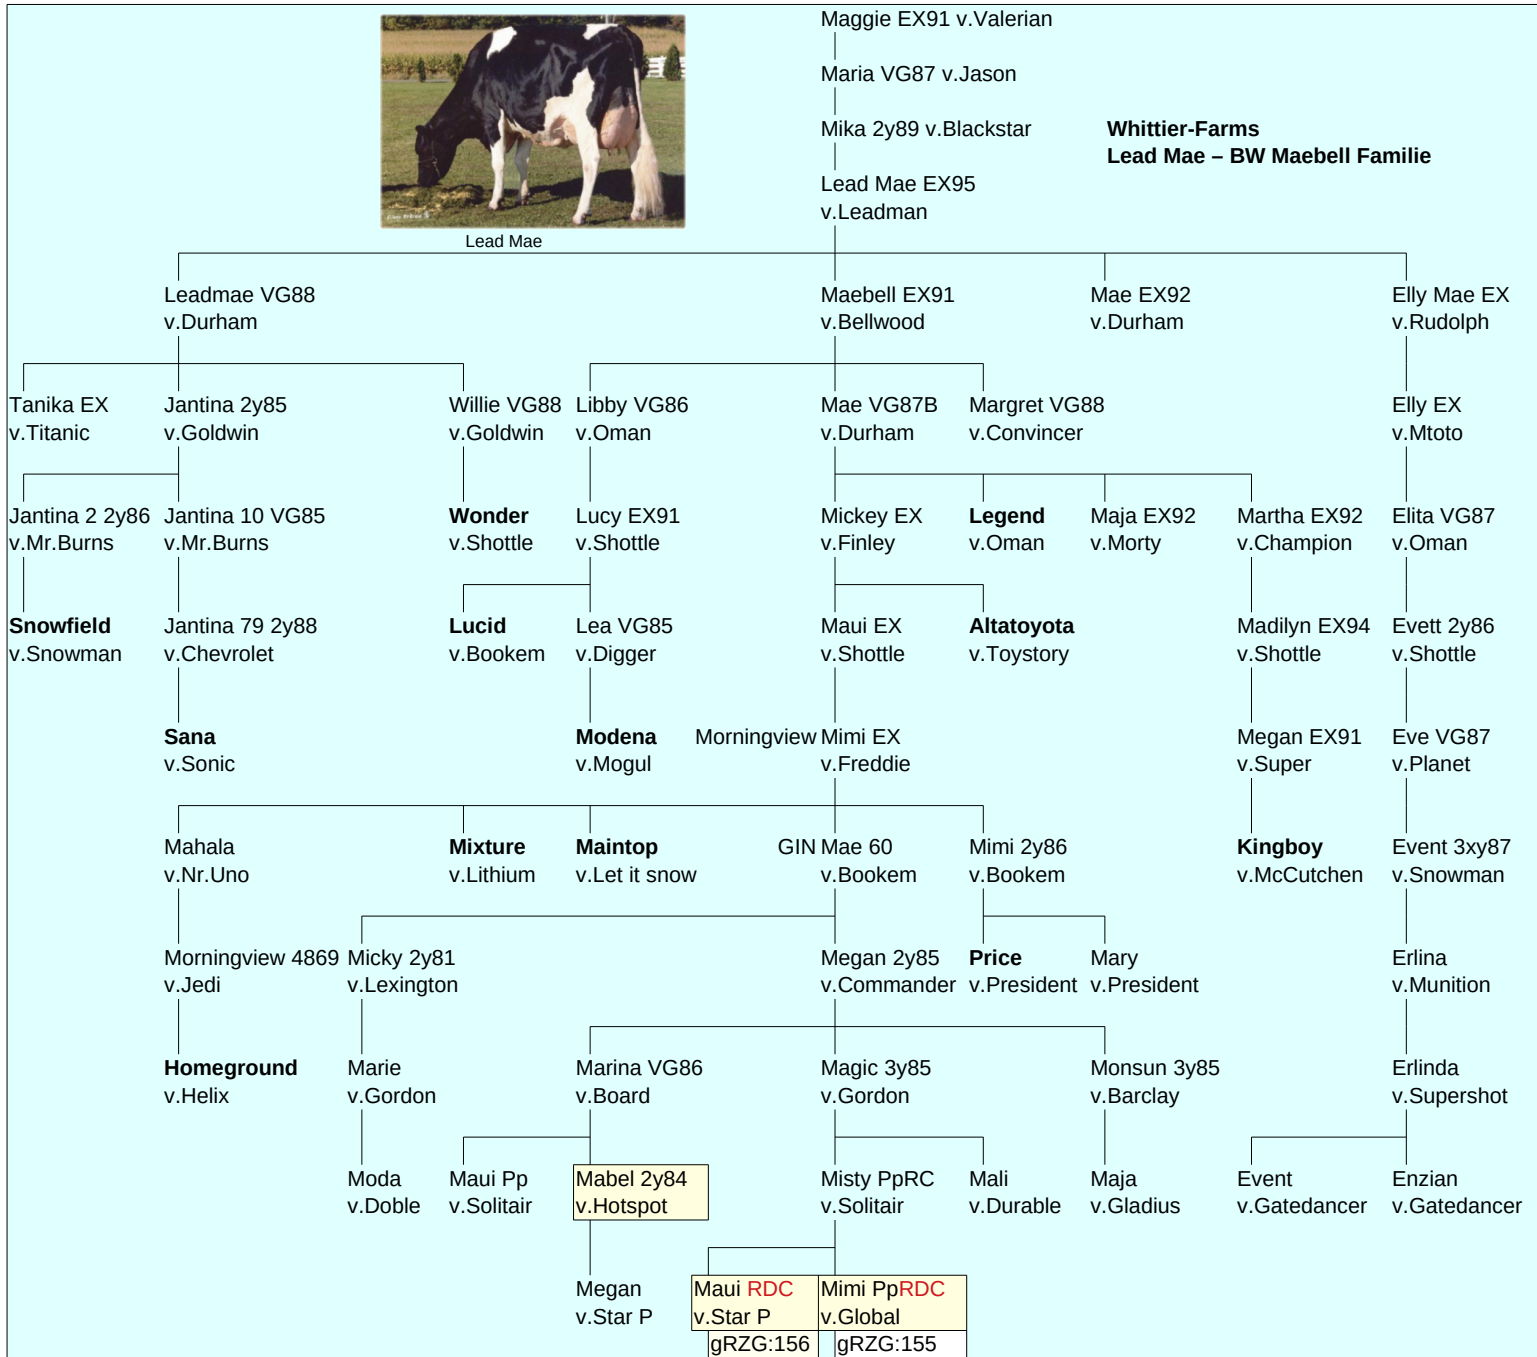 Maggie EX91 v.Valerian
Maria VG87 v.Jason
Mika 2y89 v.Blackstar
Whittier-Farms
Lead Mae – BW Maebell Familie
Lead Mae EX95
v.Leadman
Lead Mae
Leadmae VG88
v.Durham
Maebell EX91
v.Bellwood
Mae EX92
v.Durham
Elly Mae EX
v.Rudolph
Tanika EX
v.Titanic
Jantina 2y85
v.Goldwin
Willie VG88
v.Goldwin
Libby VG86
v.Oman
Mae VG87B
v.Durham
Margret VG88
v.Convincer
Elly EX
v.Mtoto
Jantina 2 2y86
v.Mr.Burns
Jantina 10 VG85
v.Mr.Burns
Wonder
v.Shottle
Lucy EX91
v.Shottle
Mickey EX
v.Finley
Legend
v.Oman
Maja EX92
v.Morty
Martha EX92
v.Champion
Elita VG87
v.Oman
Snowfield
v.Snowman
Jantina 79 2y88
v.Chevrolet
Lucid
v.Bookem
Lea VG85
v.Digger
Maui EX
v.Shottle
Altatoyota
v.Toystory
Madilyn EX94
v.Shottle
Evett 2y86
v.Shottle
Sana
v.Sonic
Modena
v.Mogul
Morningview Mimi EX
v.Freddie
Megan EX91
v.Super
Eve VG87
v.Planet
Mahala
v.Nr.Uno
Mixture
v.Lithium
Maintop
v.Let it snow
GIN Mae 60
v.Bookem
Mimi 2y86
v.Bookem
Kingboy
v.McCutchen
Event 3xy87
v.Snowman
Morningview 4869
v.Jedi
Micky 2y81
v.Lexington
Megan 2y85
v.Commander
Price
v.President
Mary
v.President
Erlina
v.Munition
Homeground
v.Helix
Marie
v.Gordon
Marina VG86
v.Board
Magic 3y85
v.Gordon
Monsun 3y85
v.Barclay
Erlinda
v.Supershot
Moda
v.Doble
Maui Pp
v.Solitair
Mabel 2y84
v.Hotspot
Misty PpRC
v.Solitair
Mali
v.Durable
Maja
v.Gladius
Event
v.Gatedancer
Enzian
v.Gatedancer
Megan
v.Star P
Maui RDC
v.Star P
gRZG:156
Mimi PpRDC
v.Global
gRZG:155